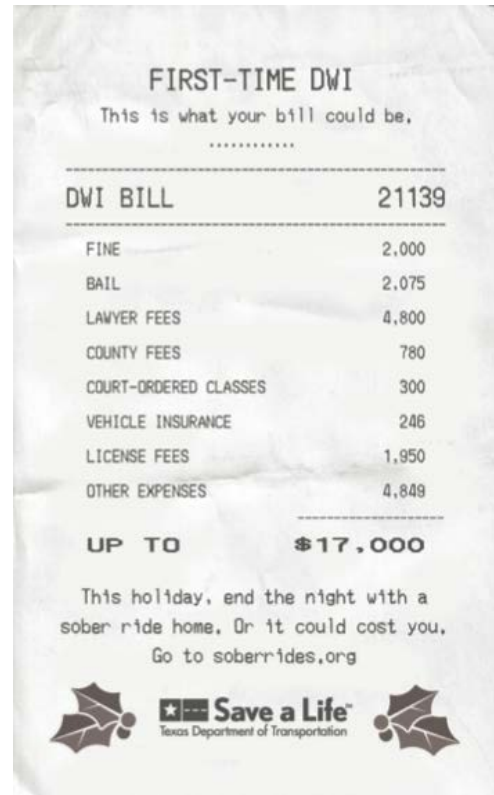 FIRST-TIME DWI
This is what your bill could be.
............
DWI BILL 21139
FINE 2,000
BAIL 2,075
LAWYER FEES 4,800
COUNTY FEES 780
COURT-ORDERED CLASSES 300
VEHICLE INSURANCE 246
LICENSE FEES 1,950
OTHER EXPENSES 4,849
UP TO $17,000
This holiday, end the night with a
sober ride home. Or it could cost you.
Go to soberrides.org
Save a Life™
Texas Department of Transportation